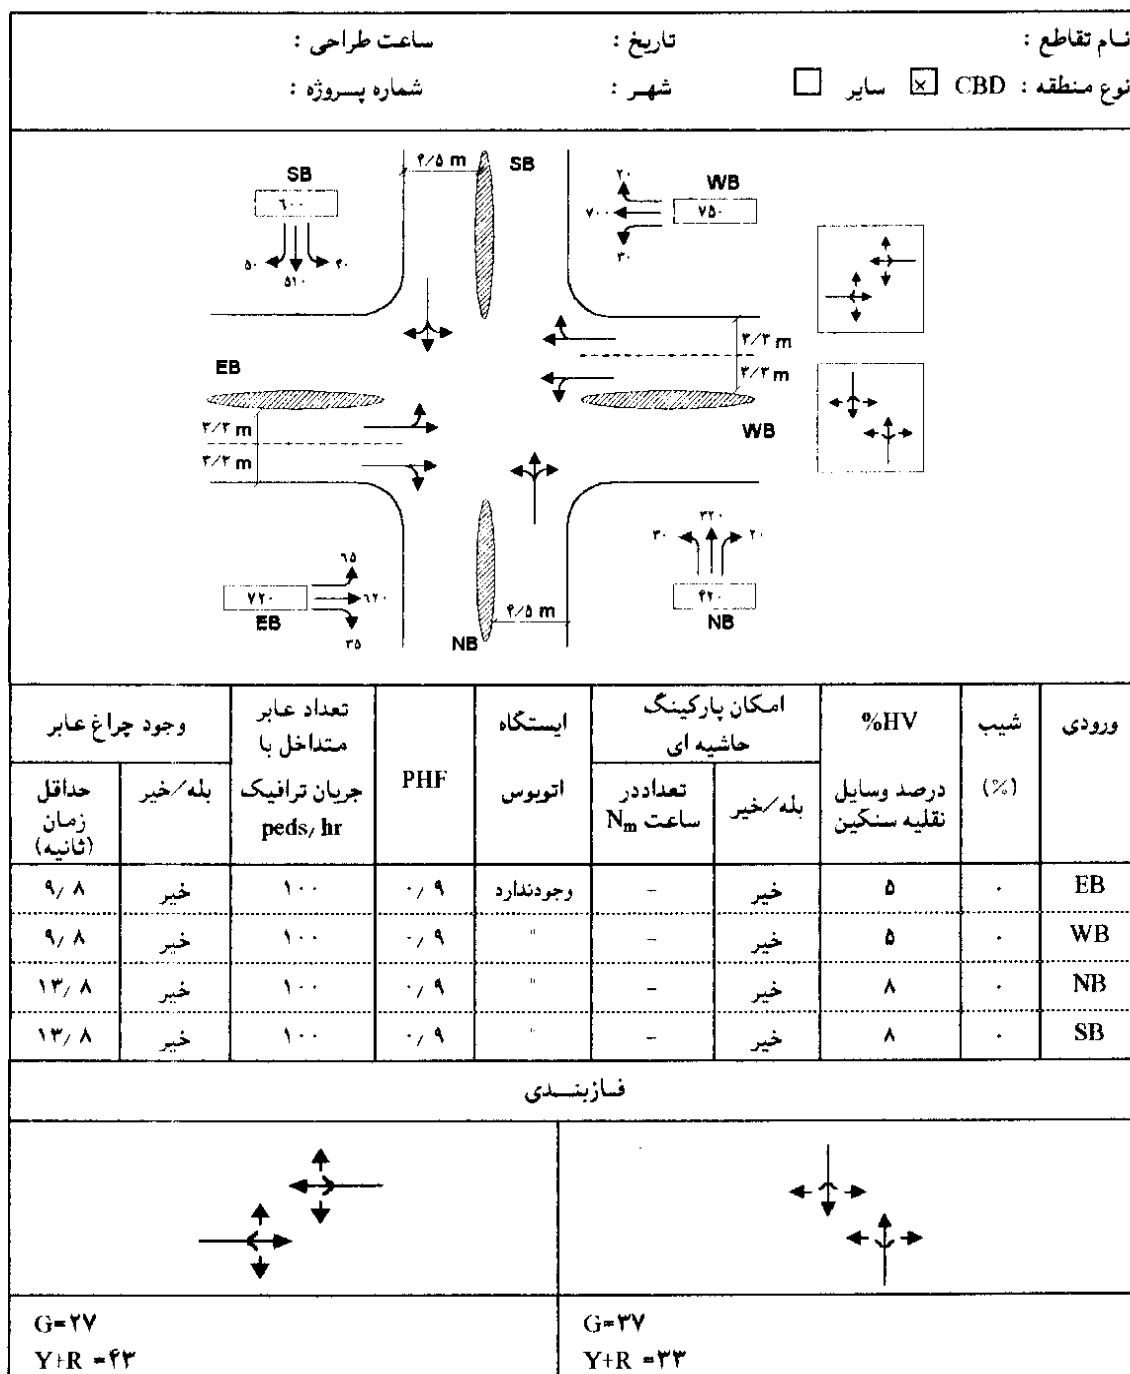 نام تقاطع : تاریخ : ساعت طراحی :
نوع منطقه : CBD × سایر شهر : شماره پروژه :
SB
۶۰۰
۵۰ ۵۱۰ ۴۰
۴/۵ m
SB
WB
۷۵۰
۲۰
۷۰۰
۳۰
۳/۳ m
۳/۳ m
EB
WB
۳/۳ m
۳/۳ m
۶۵
۷۲۰ ۶۲۰
EB
۳۵
NB
۴/۵ m
۳۰ ۳۲۰ ۲۰
۴۲۰
NB
ورودی
شیب
(%)
%HV
درصد وسایل
نقلیه سنگین
امکان پارکینگ
حاشیه ای
بله/خیر
تعداددر
ساعت Nm
ایستگاه
اتوبوس
PHF
تعداد عابر
متداخل با
جریان ترافیک
peds/hr
وجود چراغ عابر
بله/خیر
حداقل
زمان
(ثانیه)
EB ۰ ۵ خیر - وجودندارد ۰/۹ ۱۰۰ خیر ۹/۸
WB ۰ ۵ خیر - " ۰/۹ ۱۰۰ خیر ۹/۸
NB ۰ ۸ خیر - " ۰/۹ ۱۰۰ خیر ۱۳/۸
SB ۰ ۸ خیر - " ۰/۹ ۱۰۰ خیر ۱۳/۸
فازبنـدی
G=۲۷
Y+R =۴۳
G=۳۷
Y+R =۳۳